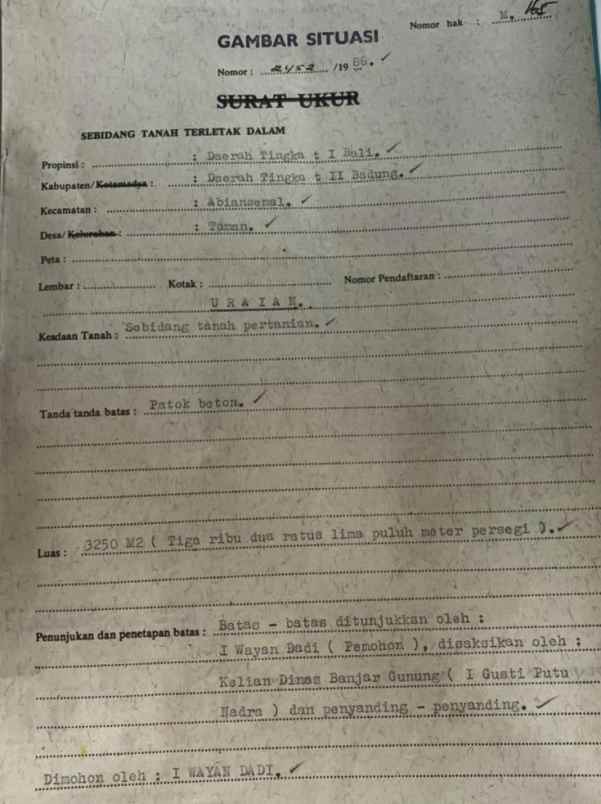 Nomor hak : M. 165
GAMBAR SITUASI
Nomor : 2452 /19 86.
SURAT UKUR
SEBIDANG TANAH TERLETAK DALAM
Propinsi : : Daerah Tingka t I Bali.
Kabupaten/Kotamadya : : Daerah Tingka t II Badung.
Kecamatan : : Abiansemal.
Desa/Kelurahan : : Taman.
Peta :
Lembar : Kotak : Nomor Pendaftaran :
U R A I A N.
Keadaan Tanah : Sebidang tanah pertanian.
Tanda tanda batas : Patok beton.
Luas : 3250 M2 ( Tiga ribu dua ratus lima puluh meter persegi ).
Penunjukan dan penetapan batas : Batas - batas ditunjukkan oleh :
I Wayan Dadi ( Pemohon ), disaksikan oleh :
Kelian Dinas Banjar Gunung ( I Gusti Putu
Nadra ) dan penyanding - penyanding.
Dimohon oleh : I WAYAN DADI.